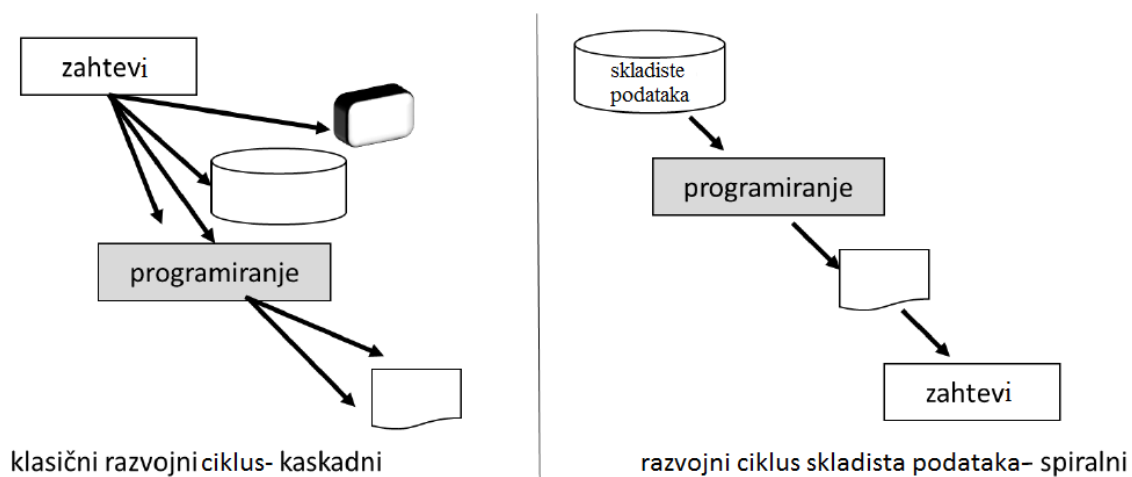 zahtevi
programiranje
klasični razvojni ciklus- kaskadni
skladiste
podataka
programiranje
zahtevi
razvojni ciklus skladista podataka– spiralni